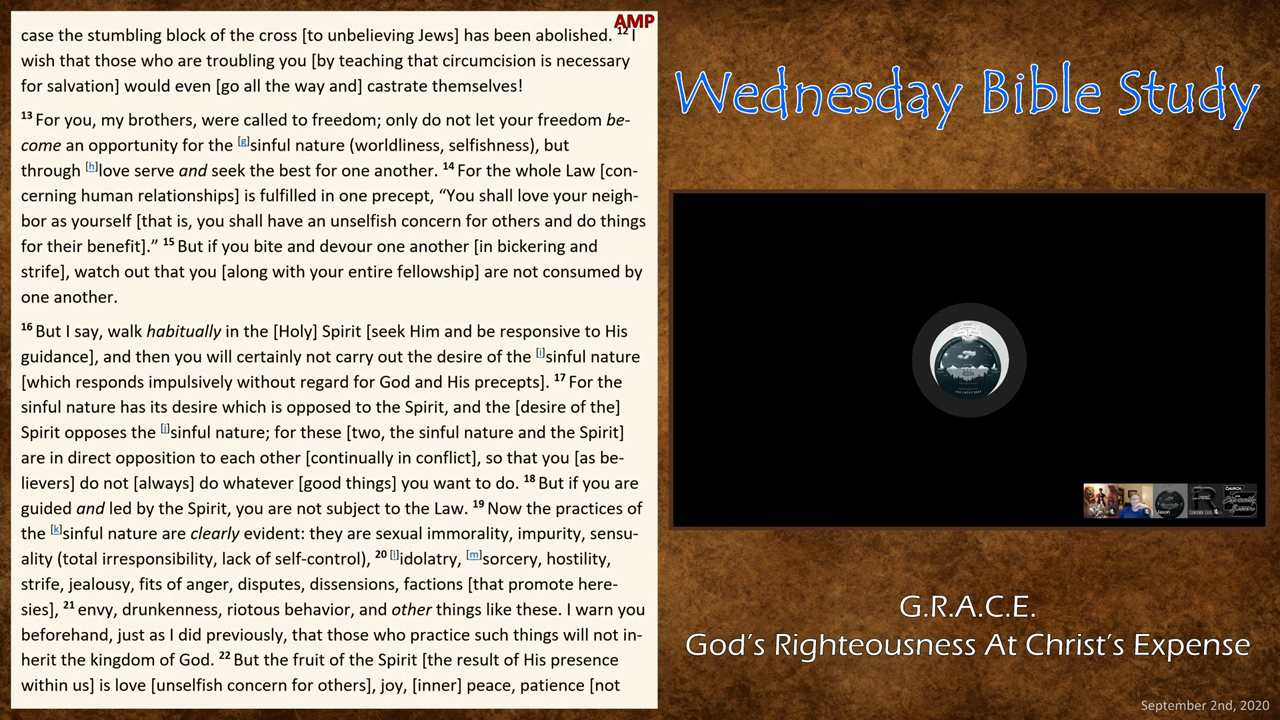 AMP
case the stumbling block of the cross [to unbelieving Jews] has been abolished. 12 I
wish that those who are troubling you [by teaching that circumcision is necessary
for salvation] would even [go all the way and] castrate themselves!
13 For you, my brothers, were called to freedom; only do not let your freedom be-
come an opportunity for the [g]sinful nature (worldliness, selfishness), but
through [h]love serve and seek the best for one another. 14 For the whole Law [con-
cerning human relationships] is fulfilled in one precept, “You shall love your neigh-
bor as yourself [that is, you shall have an unselfish concern for others and do things
for their benefit].” 15 But if you bite and devour one another [in bickering and
strife], watch out that you [along with your entire fellowship] are not consumed by
one another.
16 But I say, walk habitually in the [Holy] Spirit [seek Him and be responsive to His
guidance], and then you will certainly not carry out the desire of the [i]sinful nature
[which responds impulsively without regard for God and His precepts]. 17 For the
sinful nature has its desire which is opposed to the Spirit, and the [desire of the]
Spirit opposes the [j]sinful nature; for these [two, the sinful nature and the Spirit]
are in direct opposition to each other [continually in conflict], so that you [as be-
lievers] do not [always] do whatever [good things] you want to do. 18 But if you are
guided and led by the Spirit, you are not subject to the Law. 19 Now the practices of
the [k]sinful nature are clearly evident: they are sexual immorality, impurity, sensu-
ality (total irresponsibility, lack of self-control), 20 [l]idolatry, [m]sorcery, hostility,
strife, jealousy, fits of anger, disputes, dissensions, factions [that promote here-
sies], 21 envy, drunkenness, riotous behavior, and other things like these. I warn you
beforehand, just as I did previously, that those who practice such things will not in-
herit the kingdom of God. 22 But the fruit of the Spirit [the result of His presence
within us] is love [unselfish concern for others], joy, [inner] peace, patience [not
Wednesday Bible Study
Jason
G.R.A.C.E.
God’s Righteousness At Christ’s Expense
September 2nd, 2020